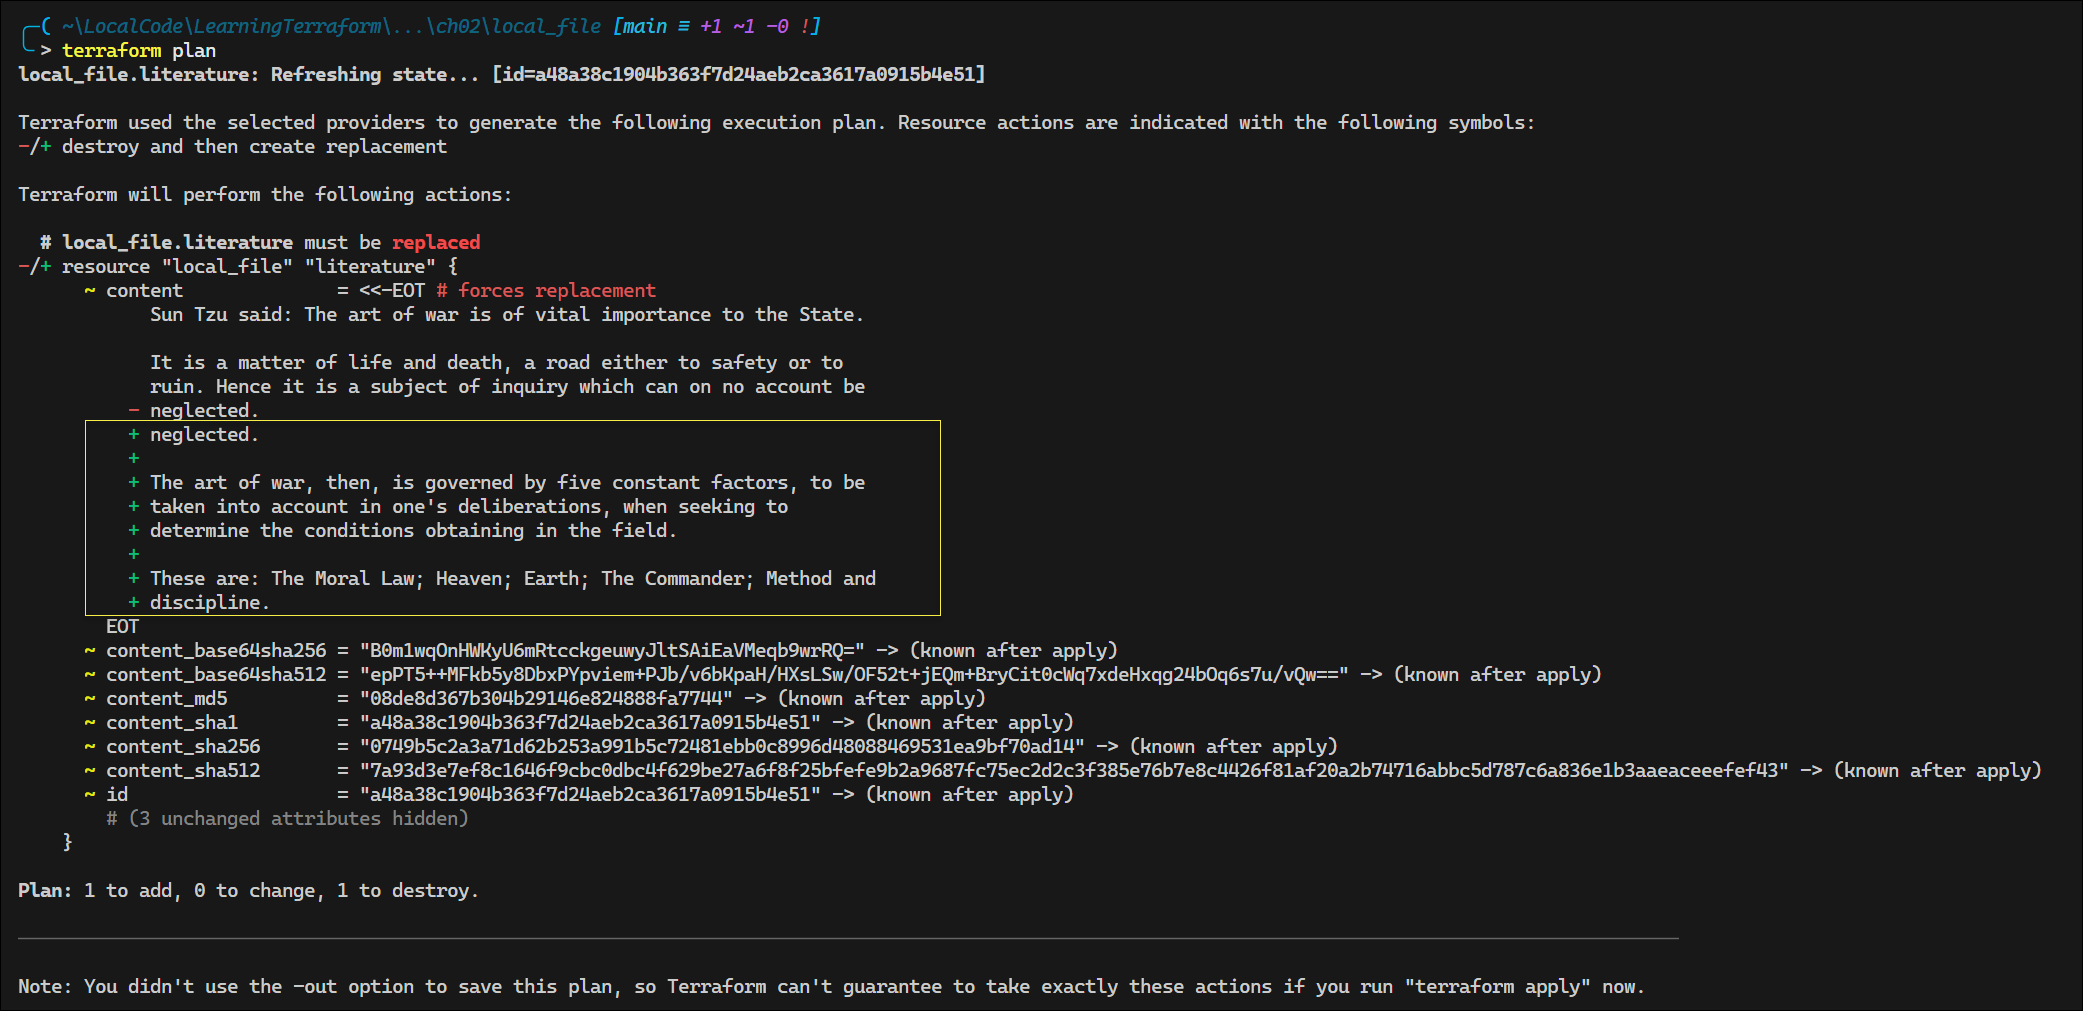 ( ~\LocalCode\LearningTerraform\...\ch02\local_file [main ≡ +1 ~1 -0 !]
> terraform plan
local_file.literature: Refreshing state... [id=a48a38c1904b363f7d24aeb2ca3617a0915b4e51]
Terraform used the selected providers to generate the following execution plan. Resource actions are indicated with the following symbols:
-/+ destroy and then create replacement
Terraform will perform the following actions:
# local_file.literature must be replaced
-/+ resource "local_file" "literature" {
~ content = <<-EOT # forces replacement
Sun Tzu said: The art of war is of vital importance to the State.
It is a matter of life and death, a road either to safety or to
ruin. Hence it is a subject of inquiry which can on no account be
- neglected.
+ neglected.
+
+ The art of war, then, is governed by five constant factors, to be
+ taken into account in one's deliberations, when seeking to
+ determine the conditions obtaining in the field.
+
+ These are: The Moral Law; Heaven; Earth; The Commander; Method and
+ discipline.
EOT
~ content_base64sha256 = "B0m1wqOnHWKyU6mRtcckgeuwyJltSAiEaVMeqb9wrRQ=" -> (known after apply)
~ content_base64sha512 = "epPT5++MFkb5y8DbxPYpviem+PJb/v6bKpaH/HXsLSw/OF52t+jEQm+BryCit0cWq7xdeHxqg24bOq6s7u/vQw==" -> (known after apply)
~ content_md5 = "08de8d367b304b29146e824888fa7744" -> (known after apply)
~ content_sha1 = "a48a38c1904b363f7d24aeb2ca3617a0915b4e51" -> (known after apply)
~ content_sha256 = "0749b5c2a3a71d62b253a991b5c72481ebb0c8996d48088469531ea9bf70ad14" -> (known after apply)
~ content_sha512 = "7a93d3e7ef8c1646f9cbc0dbc4f629be27a6f8f25bfefe9b2a9687fc75ec2d2c3f385e76b7e8c4426f81af20a2b74716abbc5d787c6a836e1b3aaeaceeefef43" -> (known after apply)
~ id = "a48a38c1904b363f7d24aeb2ca3617a0915b4e51" -> (known after apply)
# (3 unchanged attributes hidden)
}
Plan: 1 to add, 0 to change, 1 to destroy.
Note: You didn't use the -out option to save this plan, so Terraform can't guarantee to take exactly these actions if you run "terraform apply" now.